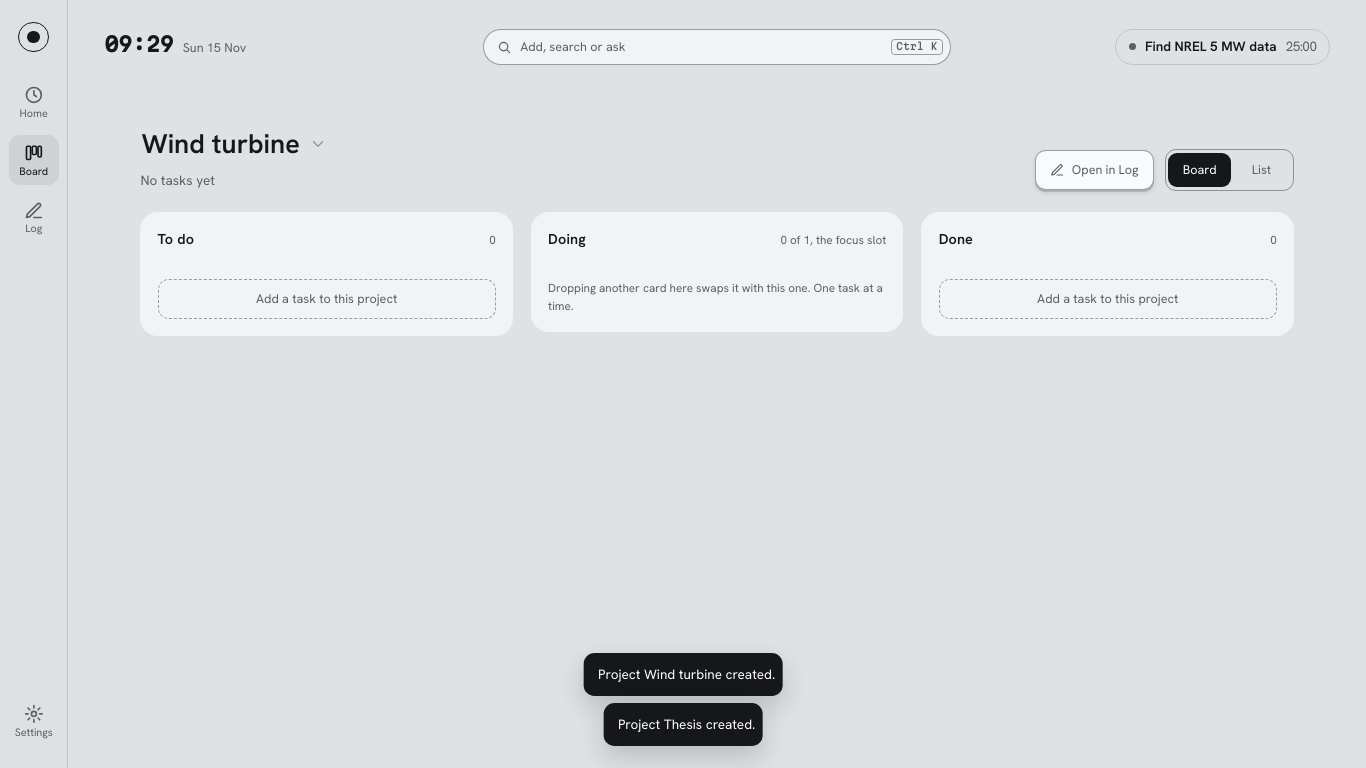 09:29 Sun 15 Nov
Add, search or ask
Ctrl K
Find NREL 5 MW data 25:00
Home
Board
Log
Settings
Wind turbine
No tasks yet
Open in Log
Board
List
To do
0
Add a task to this project
Doing
0 of 1, the focus slot
Dropping another card here swaps it with this one. One task at a
time.
Done
0
Add a task to this project
Project Wind turbine created.
Project Thesis created.